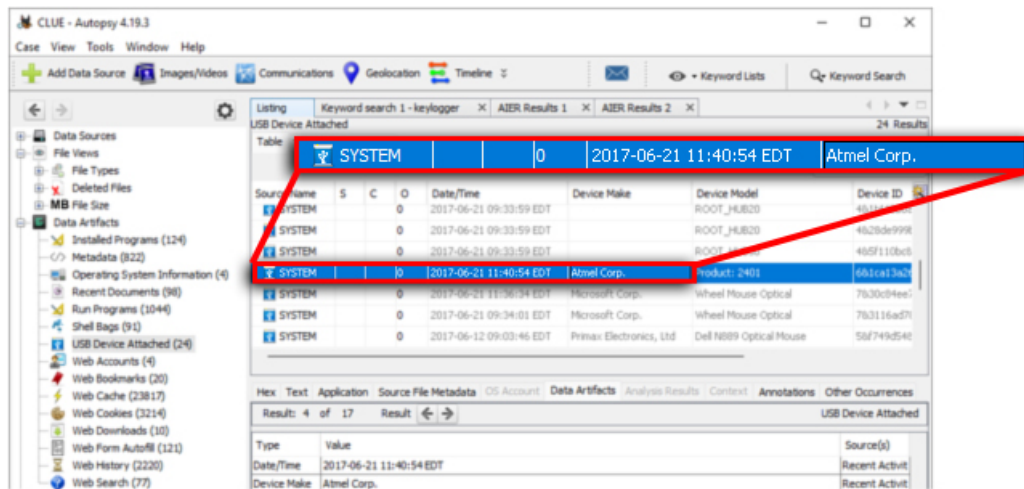 CLUE - Autopsy 4.19.3
Case View Tools Window Help
Add Data Source Images/Videos Communications Geolocation Timeline Keyword Lists Keyword Search
Listing Keyword search 1 - keylogger AIER Results 1 AIER Results 2
USB Device Attached 24 Results
Table
SYSTEM 0 2017-06-21 11:40:54 EDT Atmel Corp.
Source Name S C O Date/Time Device Make Device Model Device ID
SYSTEM 0 2017-06-21 09:33:59 EDT ROOT_HUB20
SYSTEM 0 2017-06-21 09:33:59 EDT ROOT_HUB20
SYSTEM 0 2017-06-21 09:33:59 EDT
SYSTEM 0 2017-06-21 11:40:54 EDT Atmel Corp. Product: 2401
SYSTEM 0 2017-06-21 11:36:34 EDT Microsoft Corp. Wheel Mouse Optical
SYSTEM 0 2017-06-21 09:34:01 EDT Microsoft Corp. Wheel Mouse Optical
SYSTEM 0 2017-06-12 09:03:46 EDT Primax Electronics, Ltd Dell N889 Optical Mouse
Data Sources
File Views
File Types
Deleted Files
MB File Size
Data Artifacts
Installed Programs (124)
Metadata (822)
Operating System Information (4)
Recent Documents (98)
Run Programs (1044)
Shell Bags (91)
USB Device Attached (24)
Web Accounts (4)
Web Bookmarks (20)
Web Cache (23817)
Web Cookies (3214)
Web Downloads (10)
Web Form Autofill (121)
Web History (2220)
Web Search (77)
Hex Text Application Source File Metadata OS Account Data Artifacts Analysis Results Context Annotations Other Occurrences
Result: 4 of 17 Result USB Device Attached
Type Value Source(s)
Date/Time 2017-06-21 11:40:54 EDT Recent Activit
Device Make Atmel Corp. Recent Activit